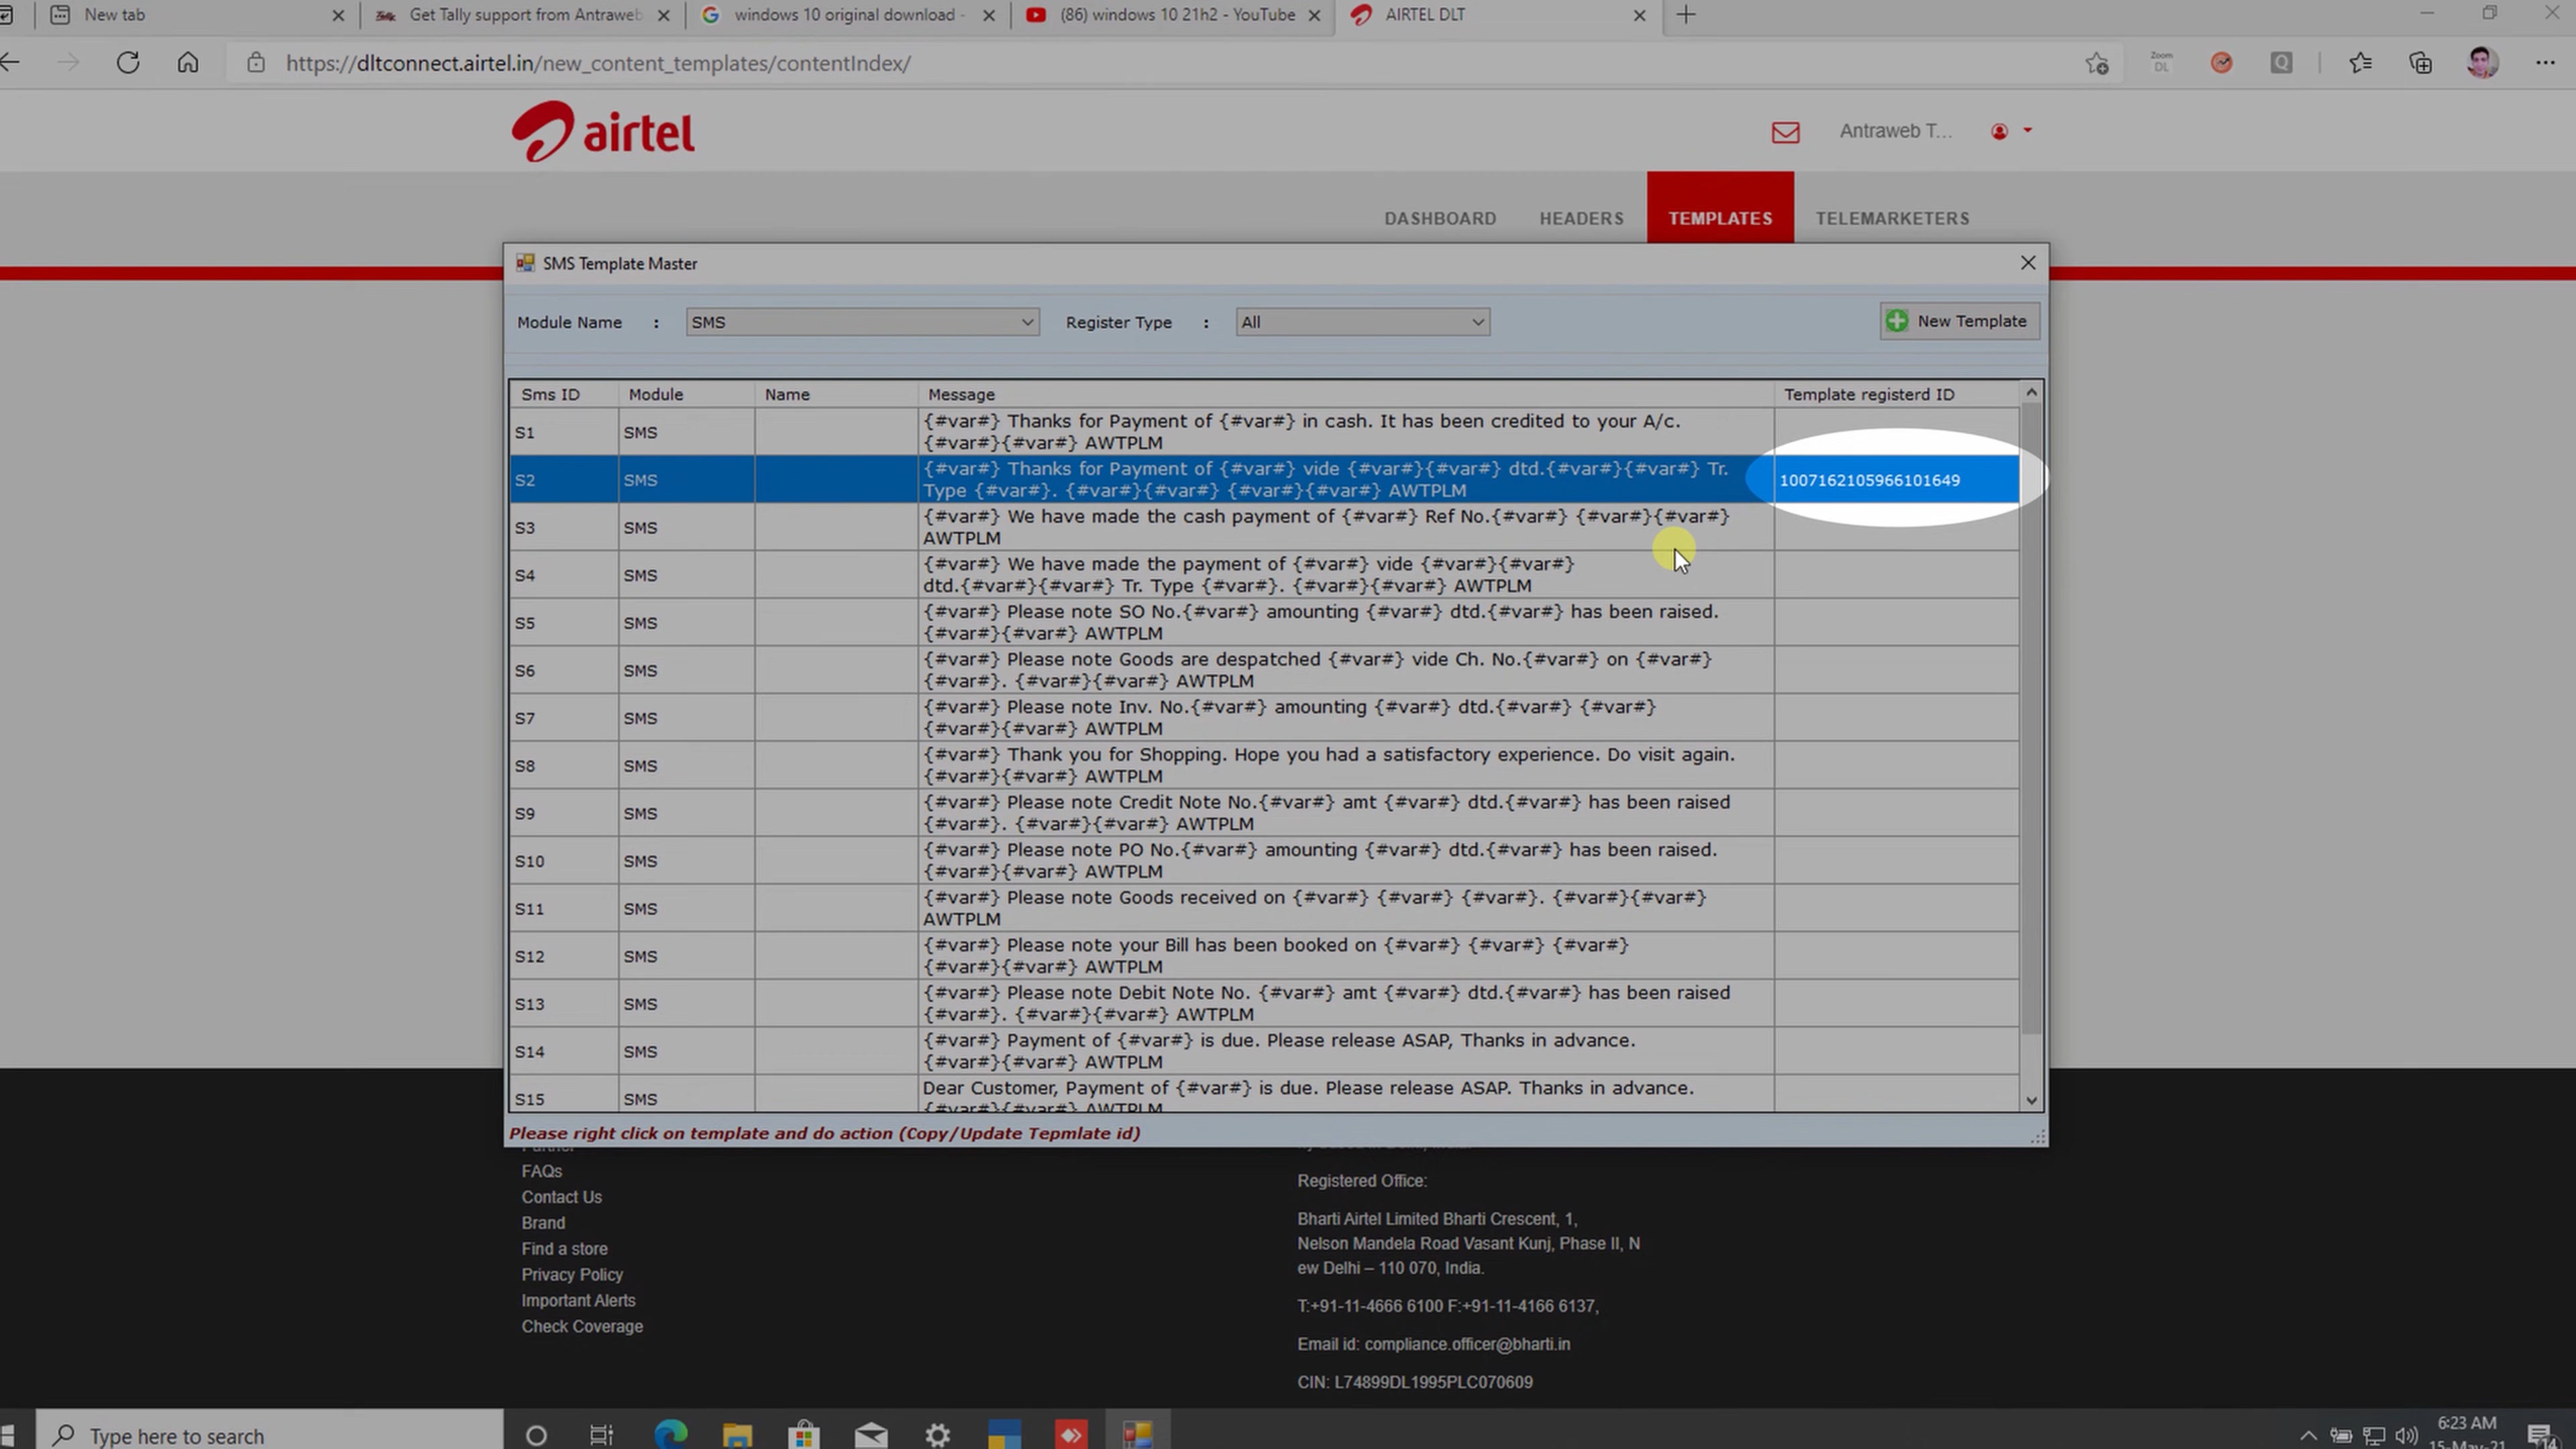 New tab
Get Tally support from Antraweb
windows 10 original download -
(86) windows 10 21h2 - YouTube
AIRTEL DLT
https://dltconnect.airtel.in/new_content_templates/contentIndex/
Zoom
DL
Q
airtel
Antraweb T...
DASHBOARD
HEADERS
TEMPLATES
TELEMARKETERS
SMS Template Master
Module Name : SMS
Register Type : All
New Template
Sms ID Module Name Message Template registerd ID
S1 SMS {#var#} Thanks for Payment of {#var#} in cash. It has been credited to your A/c.
{#var#}{#var#} AWTPLM
S2 SMS {#var#} Thanks for Payment of {#var#} vide {#var#}{#var#} dtd.{#var#}{#var#} Tr.
Type {#var#}. {#var#}{#var#} {#var#}{#var#} AWTPLM
1007162105966101649
S3 SMS {#var#} We have made the cash payment of {#var#} Ref No.{#var#} {#var#}{#var#}
AWTPLM
S4 SMS {#var#} We have made the payment of {#var#} vide {#var#}{#var#}
dtd.{#var#}{#var#} Tr. Type {#var#}. {#var#}{#var#} AWTPLM
S5 SMS {#var#} Please note SO No.{#var#} amounting {#var#} dtd.{#var#} has been raised.
{#var#}{#var#} AWTPLM
S6 SMS {#var#} Please note Goods are despatched {#var#} vide Ch. No.{#var#} on {#var#}
{#var#}. {#var#}{#var#} AWTPLM
S7 SMS {#var#} Please note Inv. No.{#var#} amounting {#var#} dtd.{#var#} {#var#}
{#var#}{#var#} AWTPLM
S8 SMS {#var#} Thank you for Shopping. Hope you had a satisfactory experience. Do visit again.
{#var#}{#var#} AWTPLM
S9 SMS {#var#} Please note Credit Note No.{#var#} amt {#var#} dtd.{#var#} has been raised
{#var#}. {#var#}{#var#} AWTPLM
S10 SMS {#var#} Please note PO No.{#var#} amounting {#var#} dtd.{#var#} has been raised.
{#var#}{#var#} AWTPLM
S11 SMS {#var#} Please note Goods received on {#var#} {#var#} {#var#}. {#var#}{#var#}
AWTPLM
S12 SMS {#var#} Please note your Bill has been booked on {#var#} {#var#} {#var#}
{#var#}{#var#} AWTPLM
S13 SMS {#var#} Please note Debit Note No. {#var#} amt {#var#} dtd.{#var#} has been raised
{#var#}. {#var#}{#var#} AWTPLM
S14 SMS {#var#} Payment of {#var#} is due. Please release ASAP, Thanks in advance.
{#var#}{#var#} AWTPLM
S15 SMS Dear Customer, Payment of {#var#} is due. Please release ASAP. Thanks in advance.
{#var#}{#var#} AWTPLM
Please right click on template and do action (Copy/Update Tepmlate id)
Partner
FAQs
Contact Us
Brand
Find a store
Privacy Policy
Important Alerts
Check Coverage
Registered Office:
Bharti Airtel Limited Bharti Crescent, 1,
Nelson Mandela Road Vasant Kunj, Phase II, N
ew Delhi – 110 070, India.
T:+91-11-4666 6100 F:+91-11-4166 6137,
Email id: compliance.officer@bharti.in
CIN: L74899DL1995PLC070609
Type here to search
6:23 AM
15-May-21
14